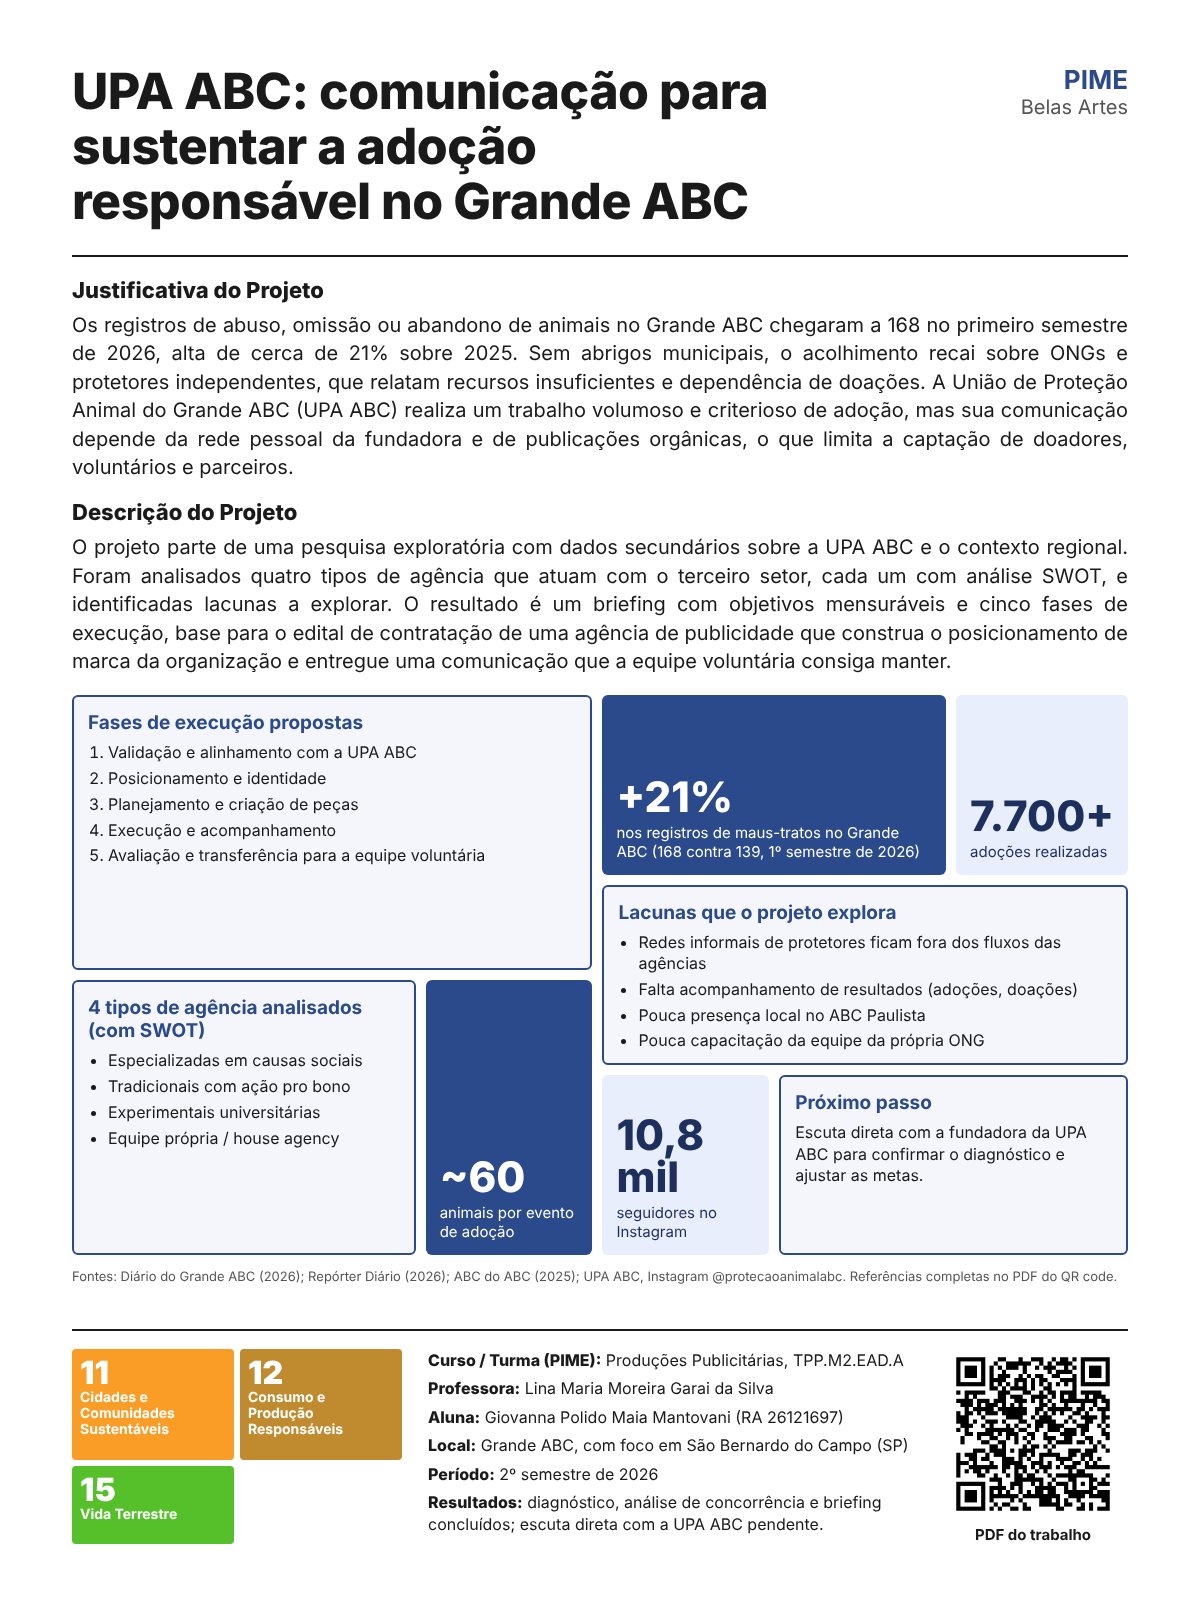 UPA ABC: comunicação para
sustentar a adoção
responsável no Grande ABC
PIME
Belas Artes
Justificativa do Projeto
Os registros de abuso, omissão ou abandono de animais no Grande ABC chegaram a 168 no primeiro semestre
de 2026, alta de cerca de 21% sobre 2025. Sem abrigos municipais, o acolhimento recai sobre ONGs e
protetores independentes, que relatam recursos insuficientes e dependência de doações. A União de Proteção
Animal do Grande ABC (UPA ABC) realiza um trabalho volumoso e criterioso de adoção, mas sua comunicação
depende da rede pessoal da fundadora e de publicações orgânicas, o que limita a captação de doadores,
voluntários e parceiros.
Descrição do Projeto
O projeto parte de uma pesquisa exploratória com dados secundários sobre a UPA ABC e o contexto regional.
Foram analisados quatro tipos de agência que atuam com o terceiro setor, cada um com análise SWOT, e
identificadas lacunas a explorar. O resultado é um briefing com objetivos mensuráveis e cinco fases de
execução, base para o edital de contratação de uma agência de publicidade que construa o posicionamento de
marca da organização e entregue uma comunicação que a equipe voluntária consiga manter.
Fases de execução propostas
1. Validação e alinhamento com a UPA ABC
2. Posicionamento e identidade
3. Planejamento e criação de peças
4. Execução e acompanhamento
5. Avaliação e transferência para a equipe voluntária
+21%
nos registros de maus-tratos no Grande
ABC (168 contra 139, 1º semestre de 2026)
7.700+
adoções realizadas
Lacunas que o projeto explora
• Redes informais de protetores ficam fora dos fluxos das
agências
• Falta acompanhamento de resultados (adoções, doações)
• Pouca presença local no ABC Paulista
• Pouca capacitação da equipe da própria ONG
4 tipos de agência analisados
(com SWOT)
• Especializadas em causas sociais
• Tradicionais com ação pro bono
• Experimentais universitárias
• Equipe própria / house agency
~60
animais por evento
de adoção
10,8
mil
seguidores no
Instagram
Próximo passo
Escuta direta com a fundadora da UPA
ABC para confirmar o diagnóstico e
ajustar as metas.
Fontes: Diário do Grande ABC (2026); Repórter Diário (2026); ABC do ABC (2025); UPA ABC, Instagram @protecaoanimalabc. Referências completas no PDF do QR code.
11
Cidades e
Comunidades
Sustentáveis
12
Consumo e
Produção
Responsáveis
15
Vida Terrestre
Curso / Turma (PIME): Produções Publicitárias, TPP.M2.EAD.A
Professora: Lina Maria Moreira Garai da Silva
Aluna: Giovanna Polido Maia Mantovani (RA 26121697)
Local: Grande ABC, com foco em São Bernardo do Campo (SP)
Período: 2º semestre de 2026
Resultados: diagnóstico, análise de concorrência e briefing
concluídos; escuta direta com a UPA ABC pendente.
PDF do trabalho